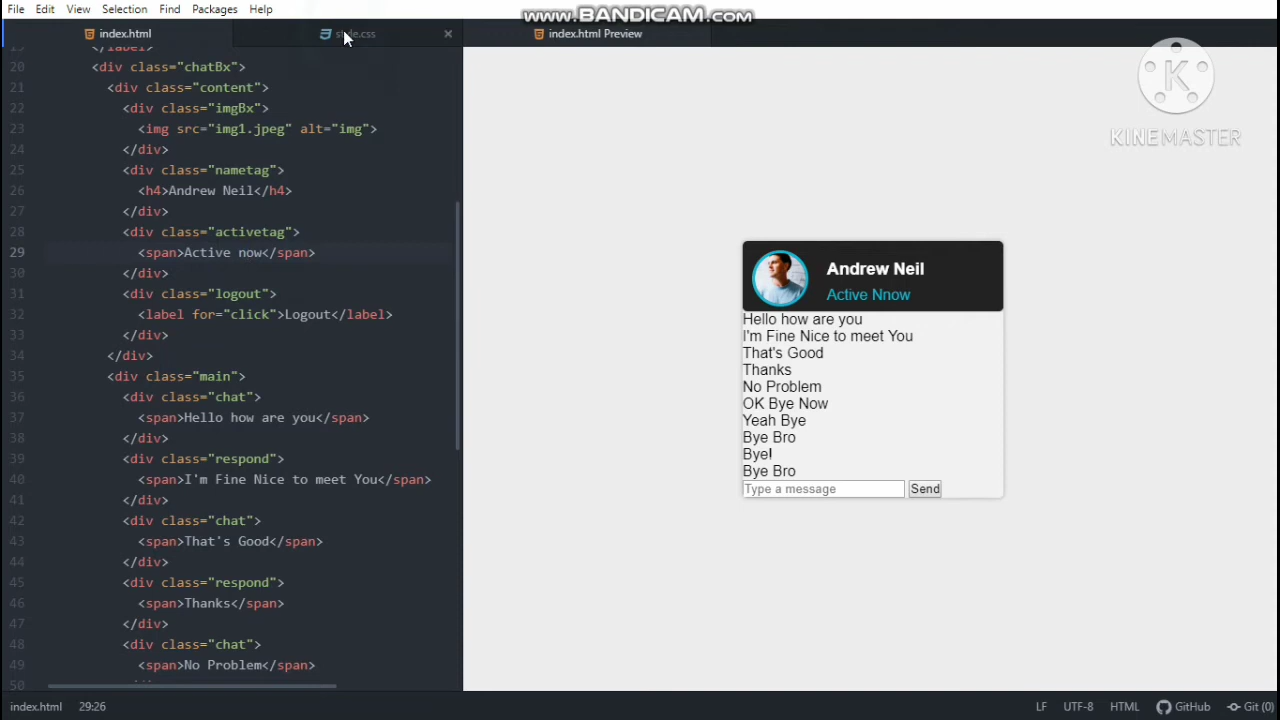 File Edit View Selection Find Packages Help
www.BANDICAM.com
index.html
style.css
index.html Preview
19 </label>
20 <div class="chatBx">
21 <div class="content">
22 <div class="imgBx">
23 <img src="img1.jpeg" alt="img">
24 </div>
25 <div class="nametag">
26 <h4>Andrew Neil</h4>
27 </div>
28 <div class="activetag">
29 <span>Active now</span>
30 </div>
31 <div class="logout">
32 <label for="click">Logout</label>
33 </div>
34 </div>
35 <div class="main">
36 <div class="chat">
37 <span>Hello how are you</span>
38 </div>
39 <div class="respond">
40 <span>I'm Fine Nice to meet You</span>
41 </div>
42 <div class="chat">
43 <span>That's Good</span>
44 </div>
45 <div class="respond">
46 <span>Thanks</span>
47 </div>
48 <div class="chat">
49 <span>No Problem</span>
50
K
KINEMASTER
Andrew Neil
Active Nnow
Hello how are you
I'm Fine Nice to meet You
That's Good
Thanks
No Problem
OK Bye Now
Yeah Bye
Bye Bro
Bye!
Bye Bro
Type a message Send
index.html 29:26 LF UTF-8 HTML GitHub Git (0)